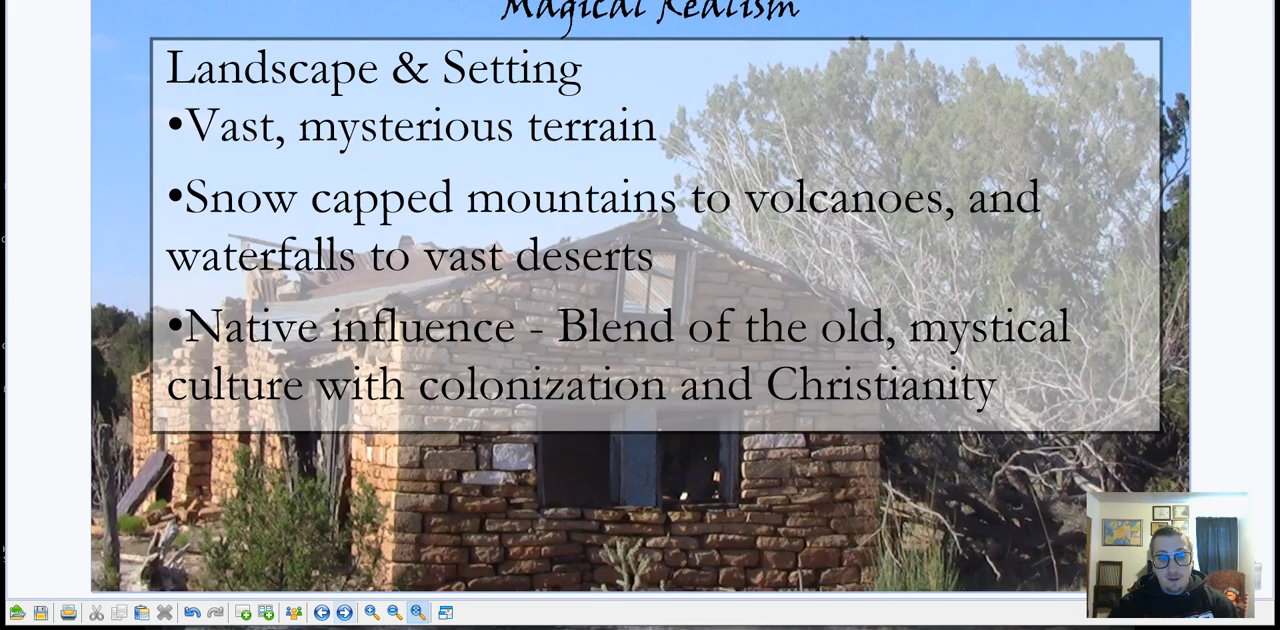 Magical Realism
Landscape & Setting
•Vast, mysterious terrain
•Snow capped mountains to volcanoes, and
waterfalls to vast deserts
•Native influence - Blend of the old, mystical
culture with colonization and Christianity